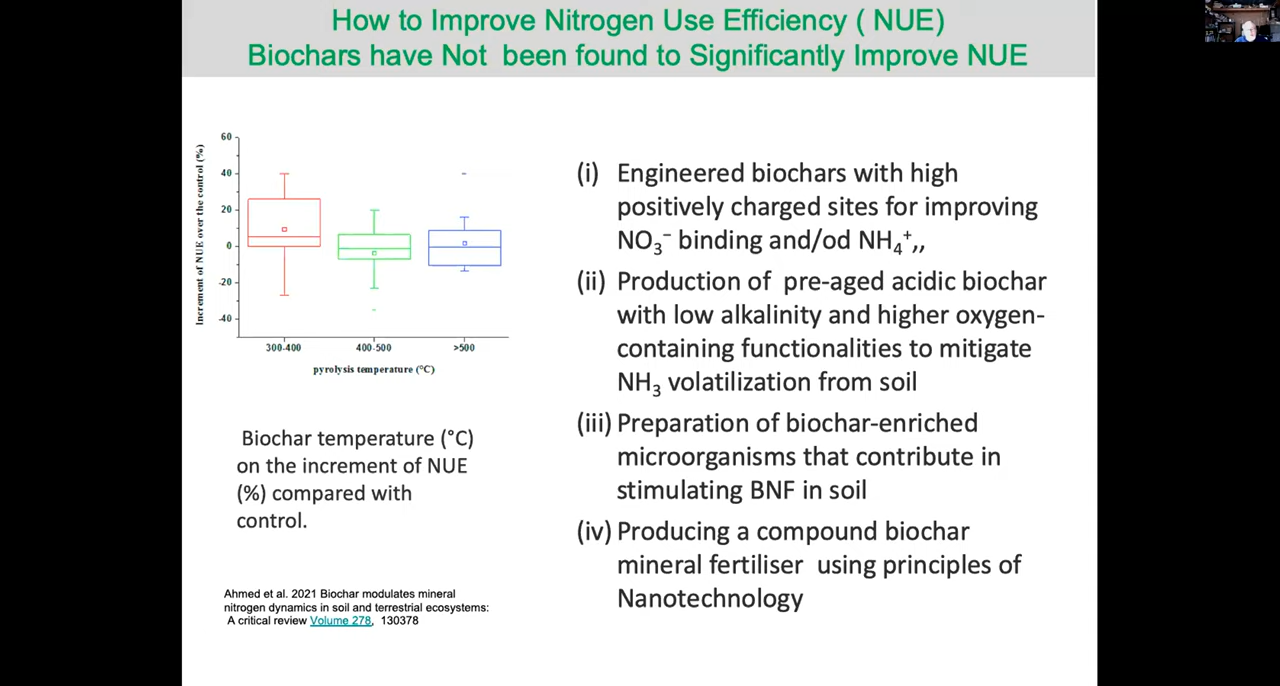 How to Improve Nitrogen Use Efficiency ( NUE)
Biochars have Not been found to Significantly Improve NUE
Increment of NUE over the control (%)
60
40
20
0
-20
-40
300-400
400-500
>500
pyrolysis temperature (°C)
Biochar temperature (°C)
on the increment of NUE
(%) compared with
control.
Ahmed et al. 2021 Biochar modulates mineral
nitrogen dynamics in soil and terrestrial ecosystems:
A critical review Volume 278, 130378
(i) Engineered biochars with high
positively charged sites for improving
NO₃⁻ binding and/od NH₄⁺,,
(ii) Production of pre-aged acidic biochar
with low alkalinity and higher oxygen-
containing functionalities to mitigate
NH₃ volatilization from soil
(iii) Preparation of biochar-enriched
microorganisms that contribute in
stimulating BNF in soil
(iv) Producing a compound biochar
mineral fertiliser using principles of
Nanotechnology